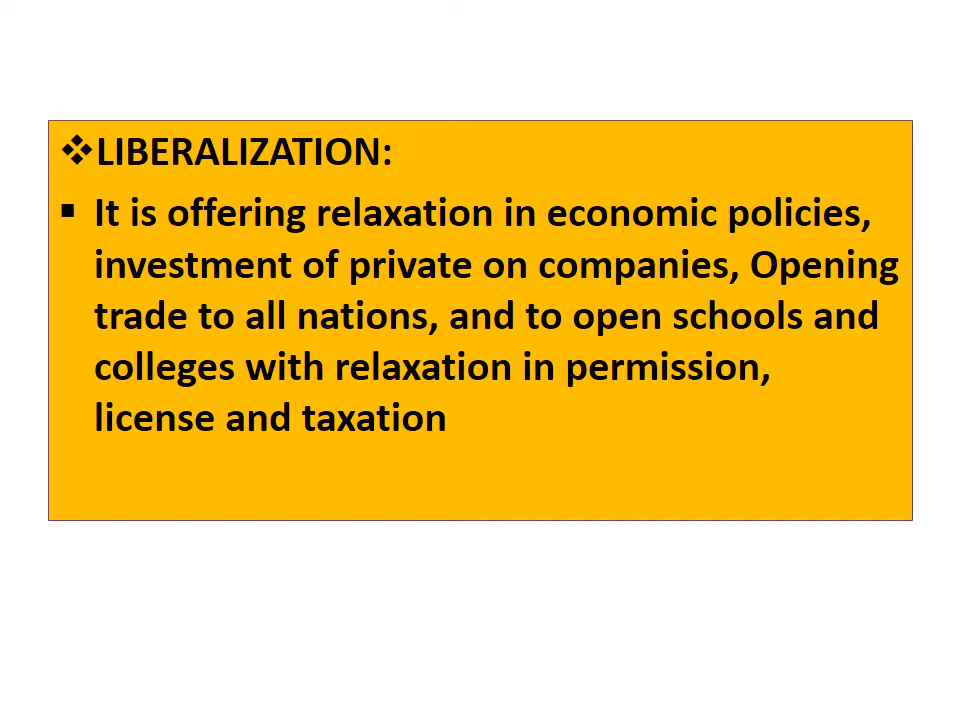 ❖LIBERALIZATION:
▪ It is offering relaxation in economic policies,
investment of private on companies, Opening
trade to all nations, and to open schools and
colleges with relaxation in permission,
license and taxation